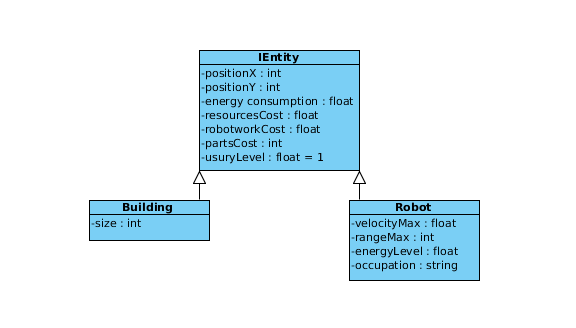 IEntity
-positionX : int
-positionY : int
-energy consumption : float
-resourcesCost : float
-robotworkCost : float
-partsCost : int
-usuryLevel : float = 1
Building
-size : int
Robot
-velocityMax : float
-rangeMax : int
-energyLevel : float
-occupation : string